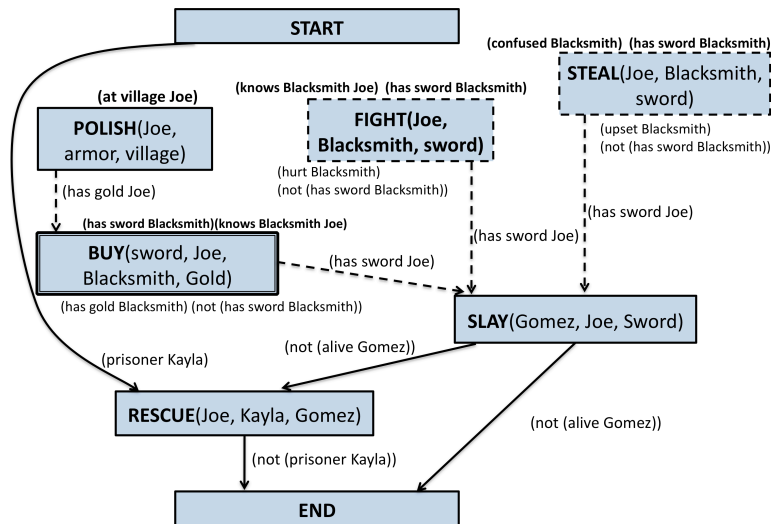 START
(confused Blacksmith) (has sword Blacksmith)
STEAL(Joe, Blacksmith,
sword)
(knows Blacksmith Joe) (has sword Blacksmith)
FIGHT(Joe,
Blacksmith, sword)
(at village Joe)
POLISH(Joe,
armor, village)
(upset Blacksmith)
(not (has sword Blacksmith))
(hurt Blacksmith)
(not (has sword Blacksmith))
(has gold Joe)
(has sword Joe)
(has sword Blacksmith)(knows Blacksmith Joe)
BUY(sword, Joe,
Blacksmith, Gold)
(has sword Joe)
(has sword Joe)
(has gold Blacksmith) (not (has sword Blacksmith))
SLAY(Gomez, Joe, Sword)
(prisoner Kayla)
(not (alive Gomez))
RESCUE(Joe, Kayla, Gomez)
(not (alive Gomez))
(not (prisoner Kayla))
END